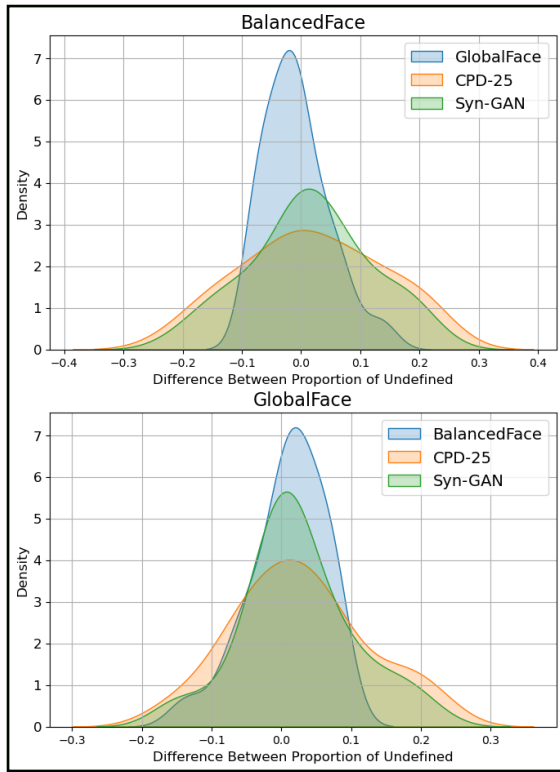 BalancedFace
7
6
5
4
3
2
1
0
Density
GlobalFace
CPD-25
Syn-GAN
−0.4 −0.3 −0.2 −0.1 0.0 0.1 0.2 0.3 0.4
Difference Between Proportion of Undefined
GlobalFace
7
6
5
4
3
2
1
0
Density
BalancedFace
CPD-25
Syn-GAN
−0.3 −0.2 −0.1 0.0 0.1 0.2 0.3
Difference Between Proportion of Undefined